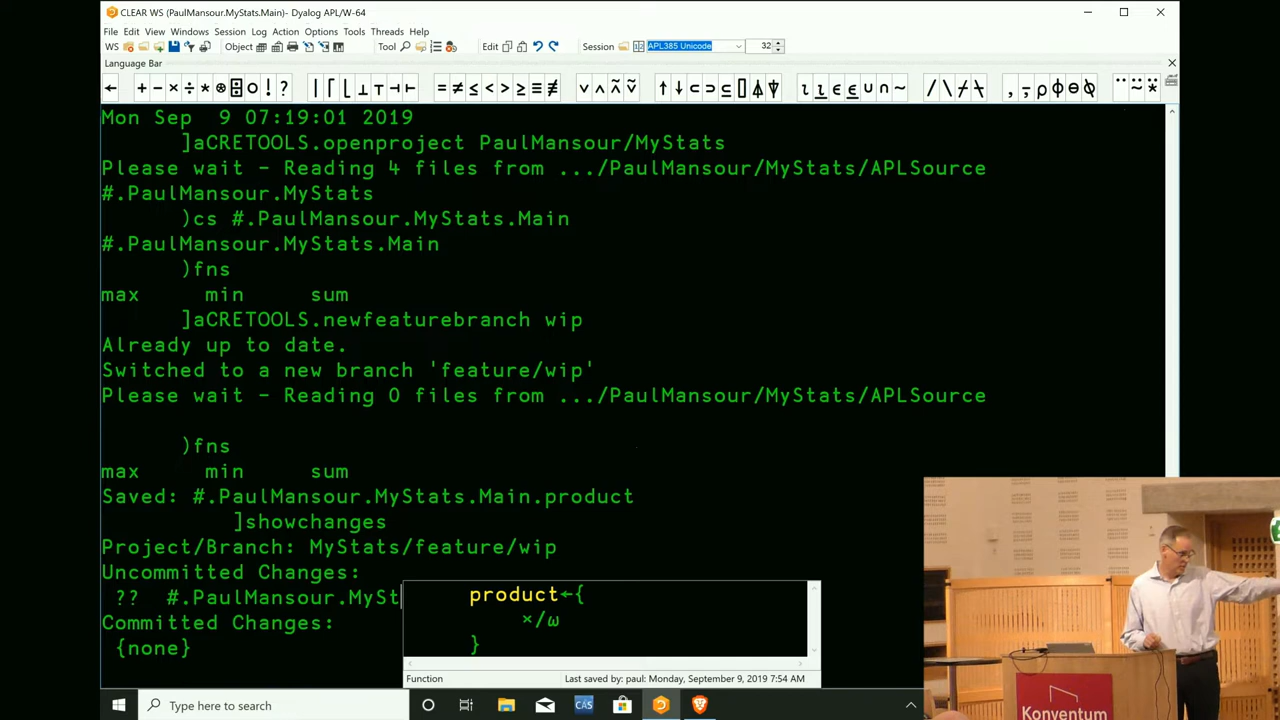 CLEAR WS (PaulMansour.MyStats.Main)- Dyalog APL/W-64
File Edit View Windows Session Log Action Options Tools Threads Help
WS Object Tool Edit Session APL385 Unicode 32
Language Bar
← + - × ÷ * ⍟ ⌹ ○ ! ? | ⌈ ⌊ ⊥ ⊤ ⊣ ⊢ = ≠ ≤ < > ≥ ≡ ≢ ∨ ∧ ⍱ ⍲ ↑ ↓ ⊂ ⊃ ⊆ ⌷ ⍋ ⍒ ⍳ ⍸ ∊ ⍷ ∪ ∩ ~ / \ ⌿ ⍀ , ⍪ ⍴ ⌽ ⊖ ⍉ ¨ ⍨ ⍣
Mon Sep  9 07:19:01 2019
]aCRETOOLS.openproject PaulMansour/MyStats
Please wait - Reading 4 files from .../PaulMansour/MyStats/APLSource
#.PaulMansour.MyStats
)cs #.PaulMansour.MyStats.Main
#.PaulMansour.MyStats.Main
)fns
max min sum
]aCRETOOLS.newfeaturebranch wip
Already up to date.
Switched to a new branch 'feature/wip'
Please wait - Reading 0 files from .../PaulMansour/MyStats/APLSource
)fns
max min sum
Saved: #.PaulMansour.MyStats.Main.product
]showchanges
Project/Branch: MyStats/feature/wip
Uncommitted Changes:
?? #.PaulMansour.MySt
Committed Changes:
{none}
product←{
×/⍵
}
Function Last saved by: paul: Monday, September 9, 2019 7:54 AM
Type here to search
CAS
Konventum